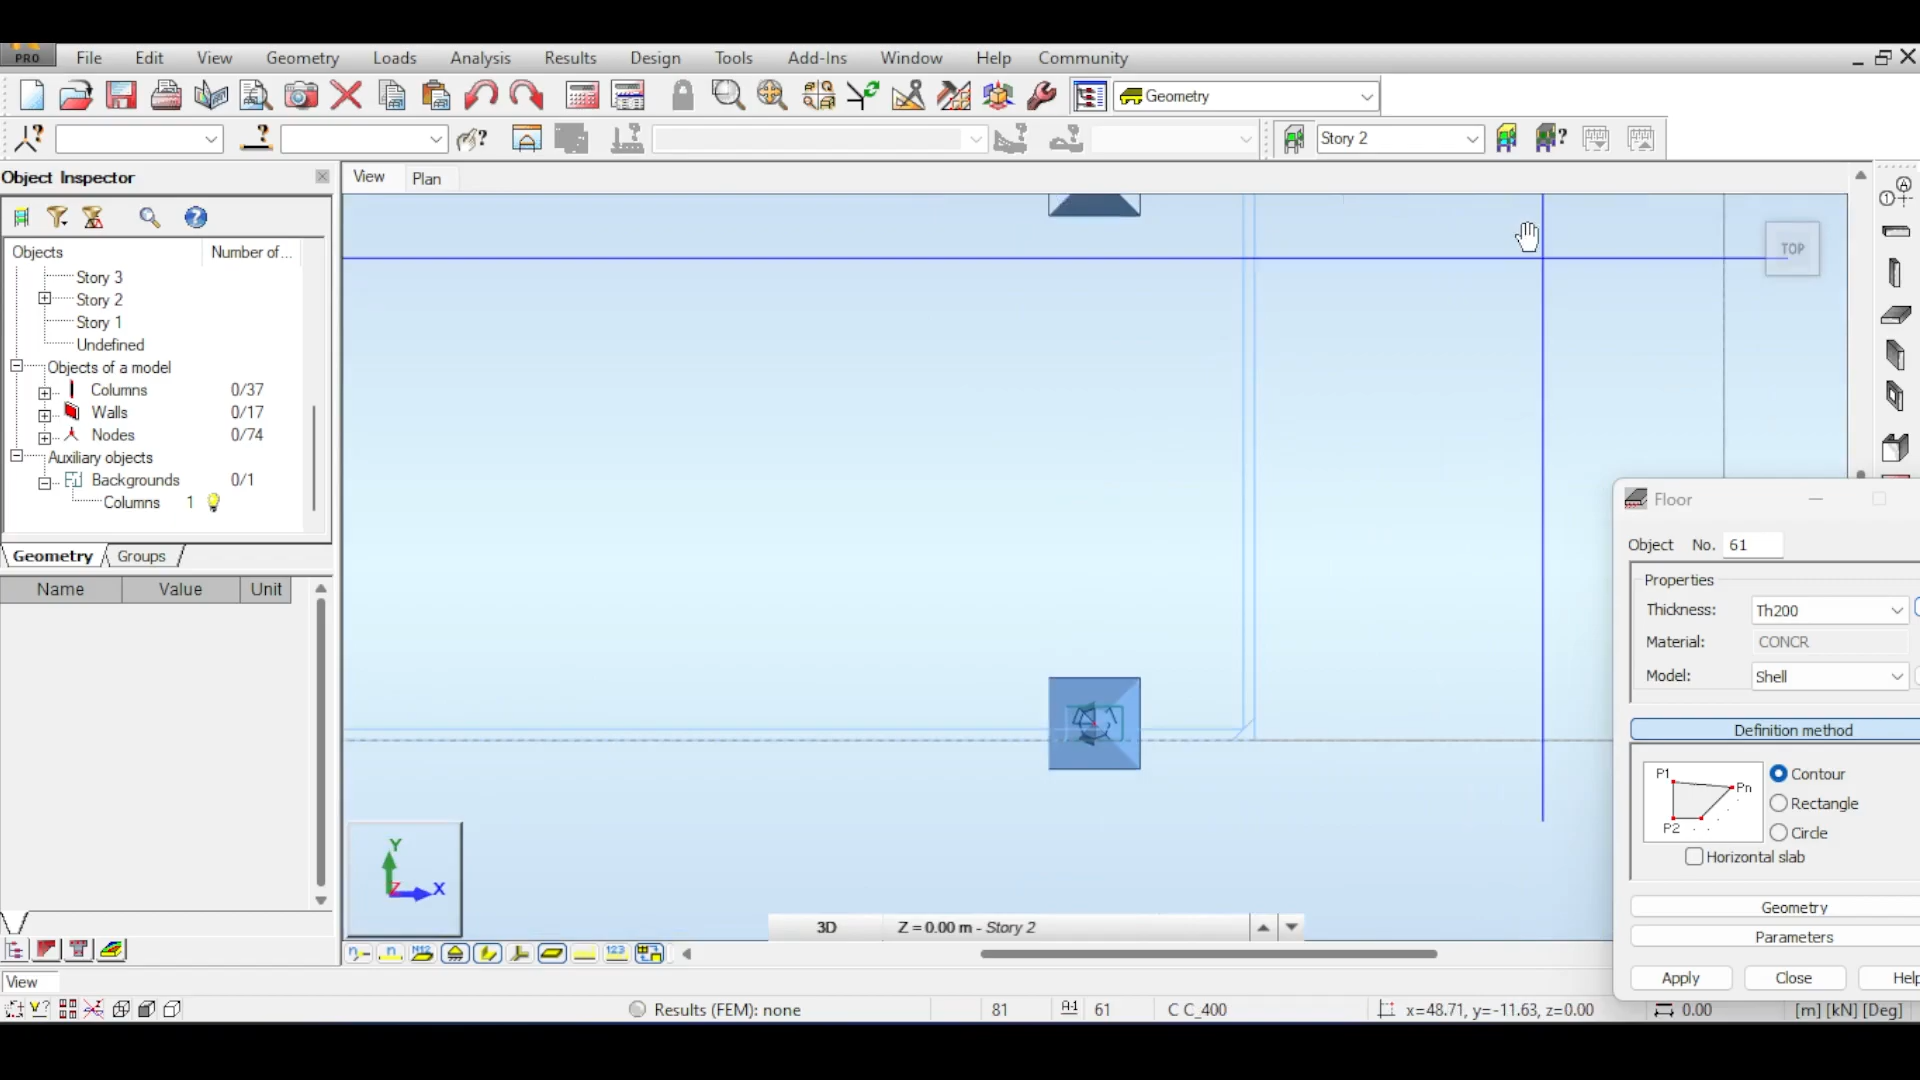 PRO File Edit View Geometry Loads Analysis Results Design Tools Add-Ins Window Help Community
Geometry
Story 2
Object Inspector
View Plan
Objects Number of...
TOP
Story 3
Story 2
Story 1
Undefined
Objects of a model
Columns 0/37
Walls 0/17
Nodes 0/74
Auxiliary objects
Backgrounds 0/1
Columns 1
Geometry Groups
Name Value Unit
Floor
Object No. 61
Properties
Thickness: Th200
Material: CONCR
Model: Shell
Definition method
P1
Pn
P2
Contour
Rectangle
Circle
Horizontal slab
Geometry
Parameters
Apply Close Help
Y
Z
X
3D Z = 0.00 m - Story 2
View
Results (FEM): none 81 61 C C_400 x=48.71, y=-11.63, z=0.00 0.00 [m] [kN] [Deg]